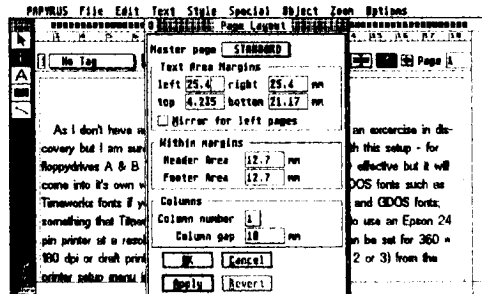 PAPYRUS File Edit Text Style Special Object Zoom Options
Page Layout
Master page STANDARD
No Tag
Page 1
Text Area Margins
left 25.4 right 25.4 mm
top 4.235 bottom 21.17 mm
Mirror for left pages
Within margins
Header Area 12.7 mm
Footer Area 12.7 mm
Columns
Column number 1
Column gap 10 mm
OK Cancel
Apply Revert
As I don't have
an excercise in dis-
covery but I am sure
this setup - for
floppydrives A & B
effective but it will
come into it's own
DOS fonts such as
Timeworks fonts if
and GDOS fonts,
something that
to use an Epson 24
pin printer at a resol
be set for 360 =
180 dpi or draft print
2 or 3) from the
printer setup menu